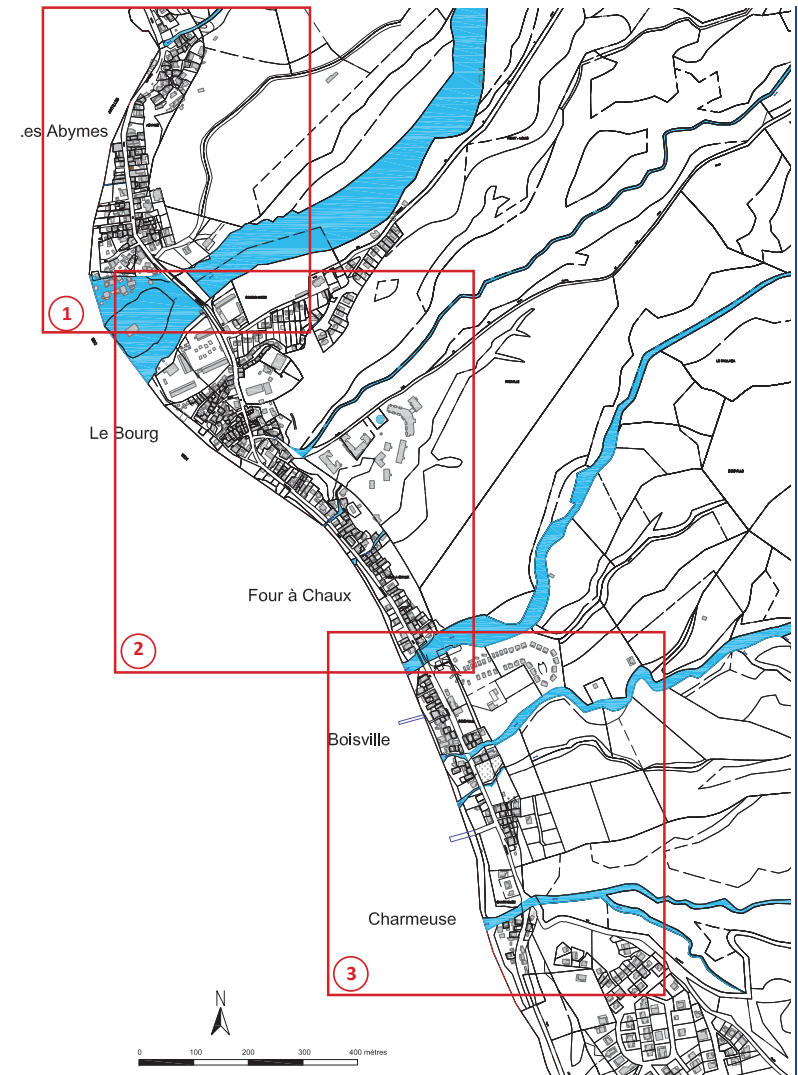 .es Abymes
1
Le Bourg
Four à Chaux
2
Boisville
Charmeuse
3
N
0 100 200 300 400 mètres